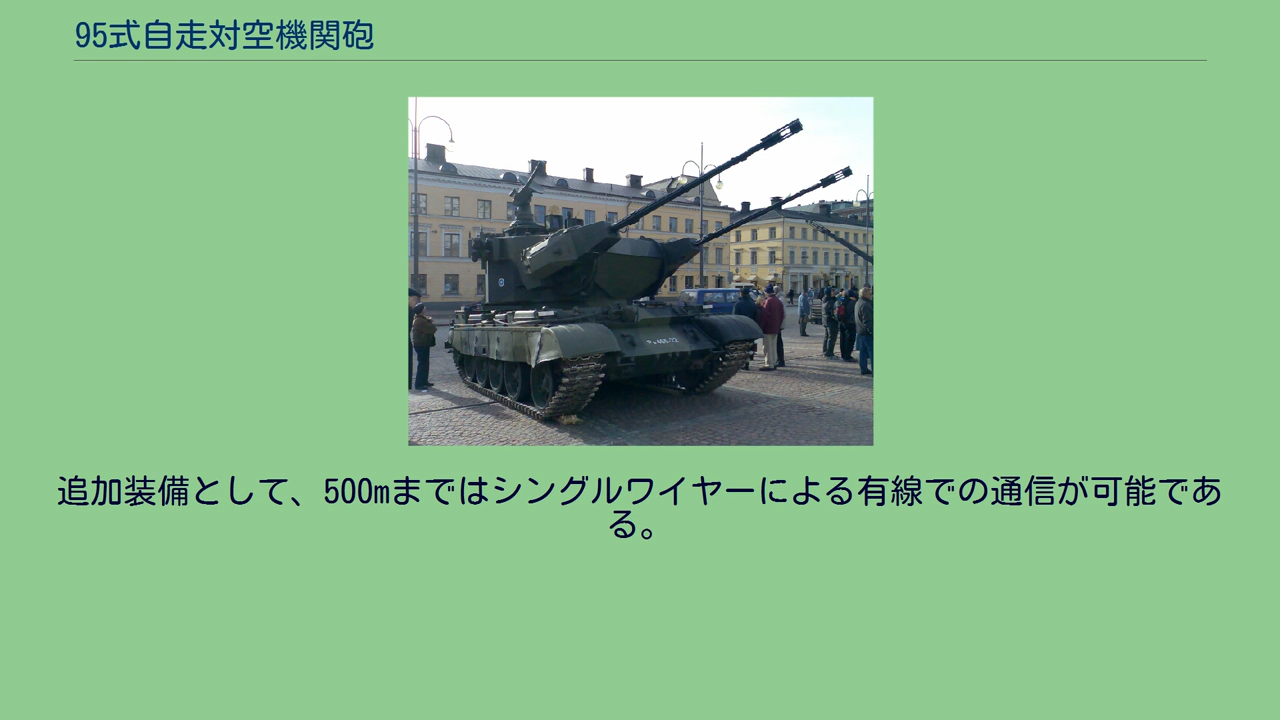 95式自走対空機関砲
追加装備として、500mまではシングルワイヤーによる有線での通信が可能であ
る。